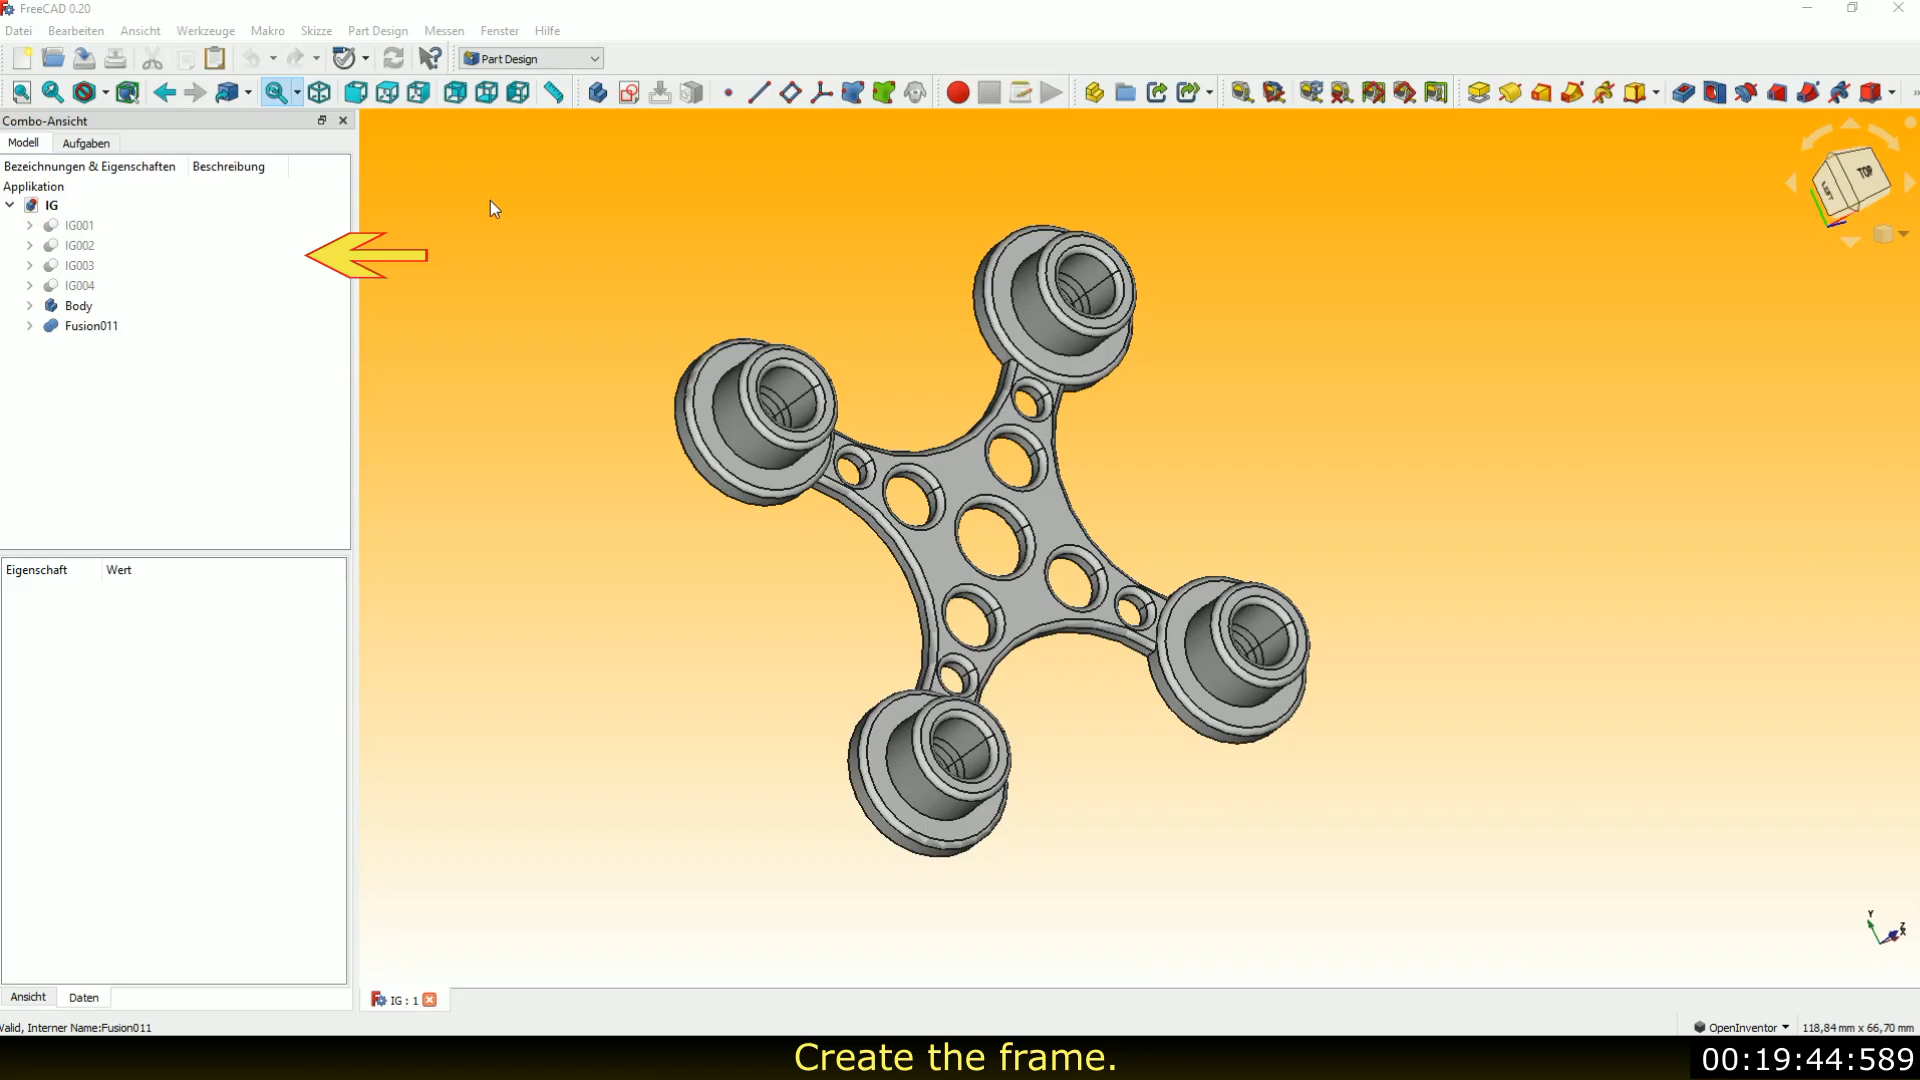 FreeCAD 0.20
Datei Bearbeiten Ansicht Werkzeuge Makro Skizze Part Design Messen Fenster Hilfe
Part Design
Combo-Ansicht
Modell Aufgaben
Bezeichnungen & Eigenschaften Beschreibung
Applikation
IG
IG001
IG002
IG003
IG004
Body
Fusion011
TOP
LEFT
Eigenschaft Wert
Y
Z
X
Ansicht Daten
IG : 1
Valid, Interner Name:Fusion011
OpenInventor 118,84 mm x 66,70 mm
Create the frame.
00:19:44:589